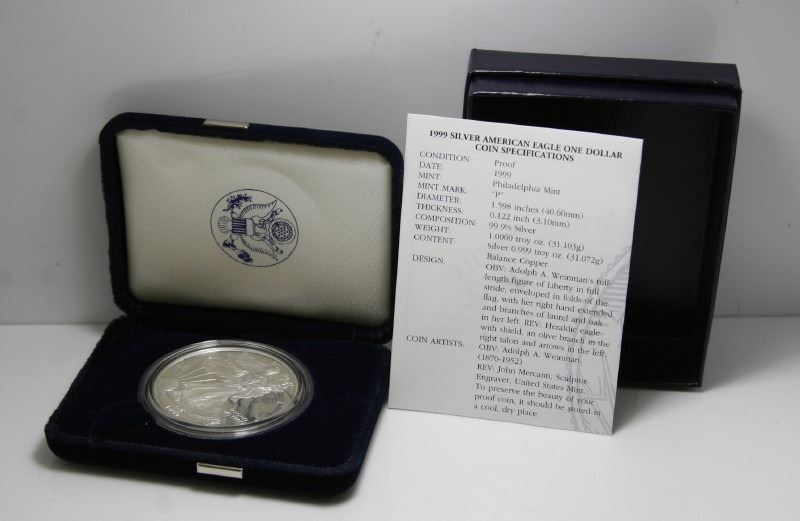 1999 SILVER AMERICAN EAGLE ONE DOLLAR
COIN SPECIFICATIONS
CONDITION: Proof
DATE: 1999
MINT: Philadelphia Mint
MINT MARK: "P"
DIAMETER: 1.598 inches (40.60mm)
THICKNESS: 0.122 inch (3.10mm)
COMPOSITION: 99.9% Silver
WEIGHT: 1.0000 troy oz. (31.103g)
CONTENT: Silver 0.999 troy oz. (31.072g)
Balance Copper
DESIGN: OBV: Adolph A. Weinman's full-
length figure of Liberty in full
stride, enveloped in folds of the
flag, with her right hand extended
and branches of laurel and oak
in her left. REV: Heraldic eagle
with shield, an olive branch in the
right talon and arrows in the left.
COIN ARTISTS: OBV: Adolph A. Weinman
(1870-1952)
REV: John Mercanti, Sculptor-
Engraver, United States Mint.
To preserve the beauty of your
proof coin, it should be stored in
a cool, dry place.